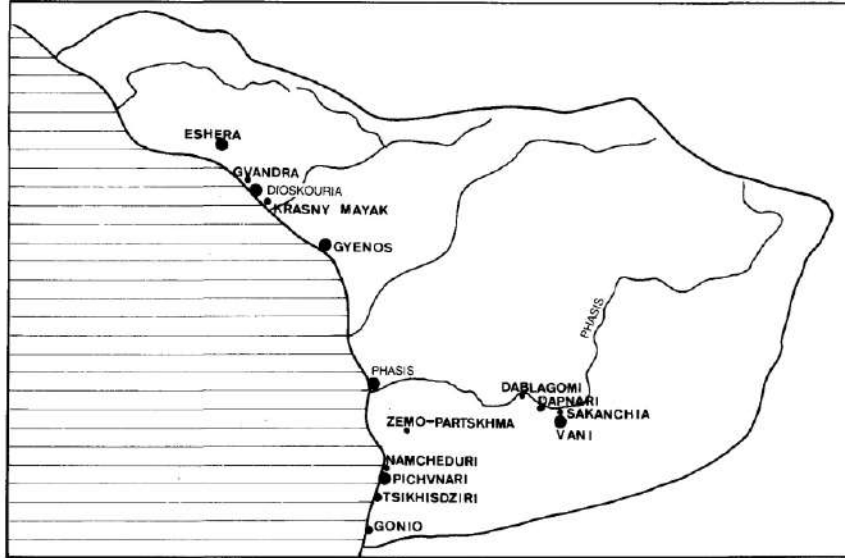 ESHERA
GVANDRA
DIOSKOURIA
KRASNY MAYAK
GYENOS
PHASIS
PHASIS
DABLAGOMI
DAPNARI
SAKANCHIA
ZEMO-PARTSKHMA
VANI
NAMCHEDURI
PICHVNARI
TSIKHISDZIRI
GONIO